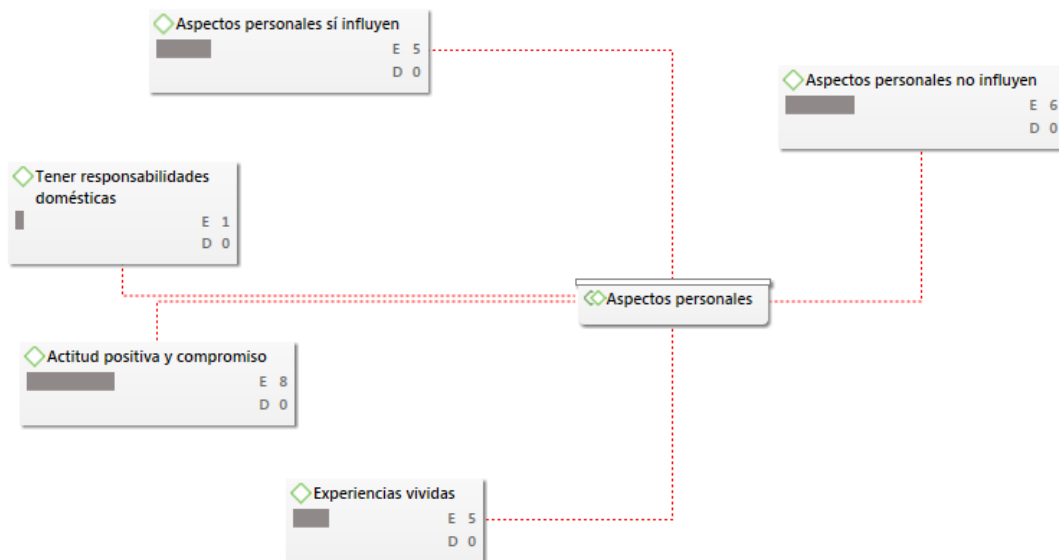 Aspectos personales sí influyen
E 5
D 0
Aspectos personales no influyen
E 6
D 0
Tener responsabilidades
domésticas
E 1
D 0
Aspectos personales
Actitud positiva y compromiso
E 8
D 0
Experiencias vividas
E 5
D 0